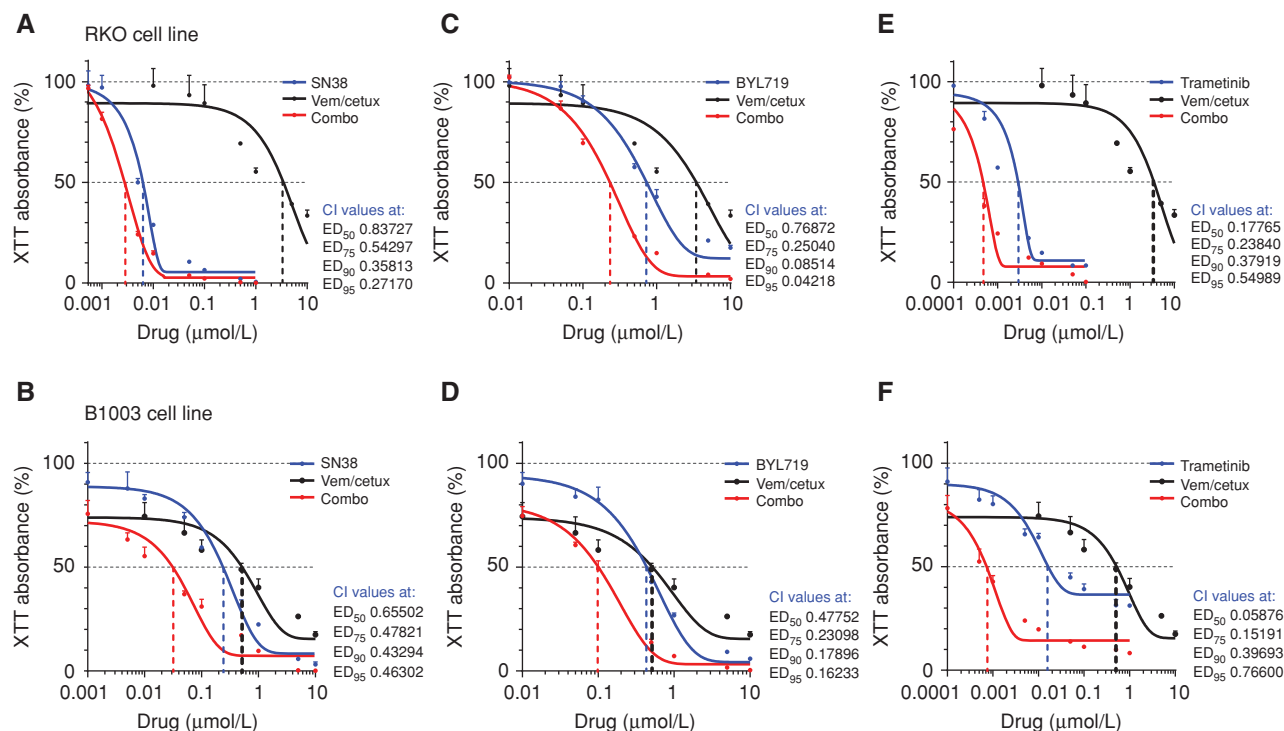 A
RKO cell line
XTT absorbance (%)
100
50
0
SN38
Vem/cetux
Combo
CI values at:
ED50 0.83727
ED75 0.54297
ED90 0.35813
ED95 0.27170
0.001 0.01 0.1 1 10
Drug (μmol/L)
C
XTT absorbance (%)
100
50
0
BYL719
Vem/cetux
Combo
CI values at:
ED50 0.76872
ED75 0.25040
ED90 0.08514
ED95 0.04218
0.01 0.1 1 10
Drug (μmol/L)
E
XTT absorbance (%)
100
50
0
Trametinib
Vem/cetux
Combo
CI values at:
ED50 0.17765
ED75 0.23840
ED90 0.37919
ED95 0.54989
0.0001 0.001 0.01 0.1 1 10
Drug (μmol/L)
B
B1003 cell line
XTT absorbance (%)
100
50
0
SN38
Vem/cetux
Combo
CI values at:
ED50 0.65502
ED75 0.47821
ED90 0.43294
ED95 0.46302
0.001 0.01 0.1 1 10
Drug (μmol/L)
D
XTT absorbance (%)
100
50
0
BYL719
Vem/cetux
Combo
CI values at:
ED50 0.47752
ED75 0.23098
ED90 0.17896
ED95 0.16233
0.01 0.1 1 10
Drug (μmol/L)
F
XTT absorbance (%)
100
50
0
Trametinib
Vem/cetux
Combo
CI values at:
ED50 0.05876
ED75 0.15191
ED90 0.39693
ED95 0.76600
0.0001 0.001 0.01 0.1 1 10
Drug (μmol/L)